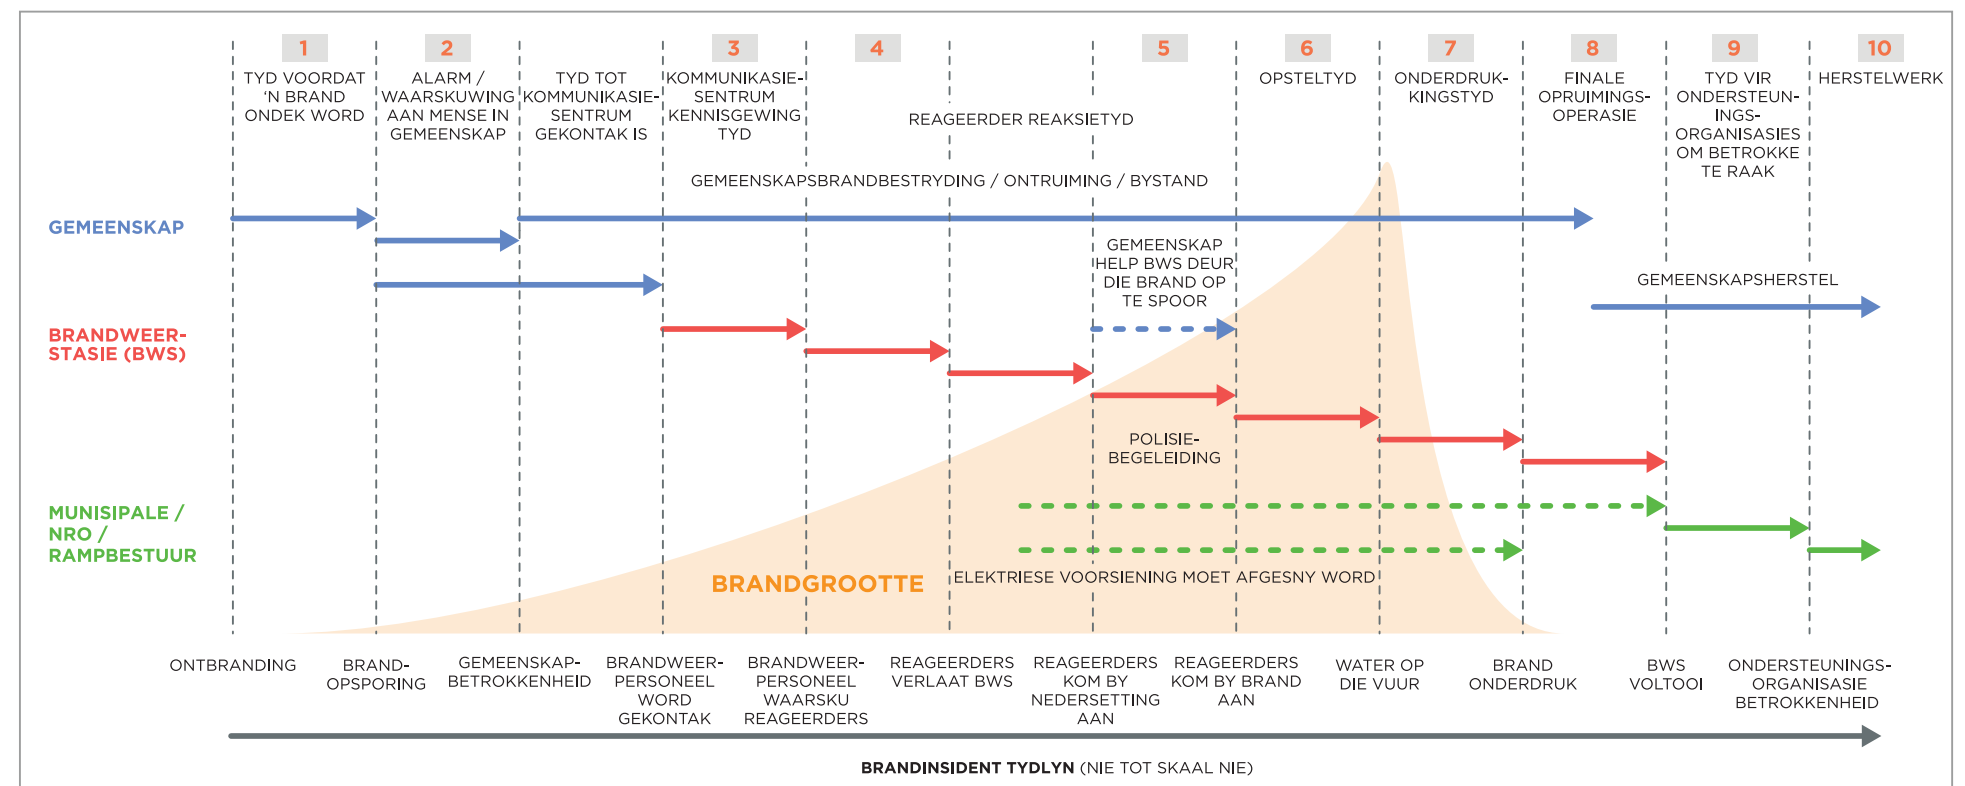 1
TYD VOORDAT
‘N BRAND
ONDEK WORD
2
ALARM /
WAARSKUWING
AAN MENSE IN
GEMEENSKAP
TYD TOT
KOMMUNIKASIE-
SENTRUM
GEKONTAK IS
3
KOMMUNIKASIE-
SENTRUM
KENNISGEWING
TYD
4
REAGEERDER REAKSIETYD
5
6
OPSTELTYD
7
ONDERDRUK-
KINGSTYD
8
FINALE
OPRUIMINGS-
OPERASIE
9
TYD VIR
ONDERSTEUN-
INGS-
ORGANISASIES
OM BETROKKE
TE RAAK
10
HERSTELWERK
GEMEENSKAPSBRANDBESTRYDING / ONTRUIMING / BYSTAND
GEMEENSKAP
GEMEENSKAP
HELP BWS DEUR
DIE BRAND OP
TE SPOOR
GEMEENSKAPSHERSTEL
BRANDWEER-
STASIE (BWS)
POLISIE-
BEGELEIDING
MUNISIPALE /
NRO /
RAMPBESTUUR
BRANDGROOTTE
ELEKTRIESE VOORSIENING MOET AFGESNY WORD
ONTBRANDING
BRAND-
OPSPORING
GEMEENSKAP-
BETROKKENHEID
BRANDWEER-
PERSONEEL
WORD
GEKONTAK
BRANDWEER-
PERSONEEL
WAARSKU
REAGEERDERS
REAGEERDERS
VERLAAT BWS
REAGEERDERS
KOM BY
NEDERSETTING
AAN
REAGEERDERS
KOM BY BRAND
AAN
WATER OP
DIE VUUR
BRAND
ONDERDRUK
BWS
VOLTOOI
ONDERSTEUNINGS-
ORGANISASIE
BETROKKENHEID
BRANDINSIDENT TYDLYN (NIE TOT SKAAL NIE)